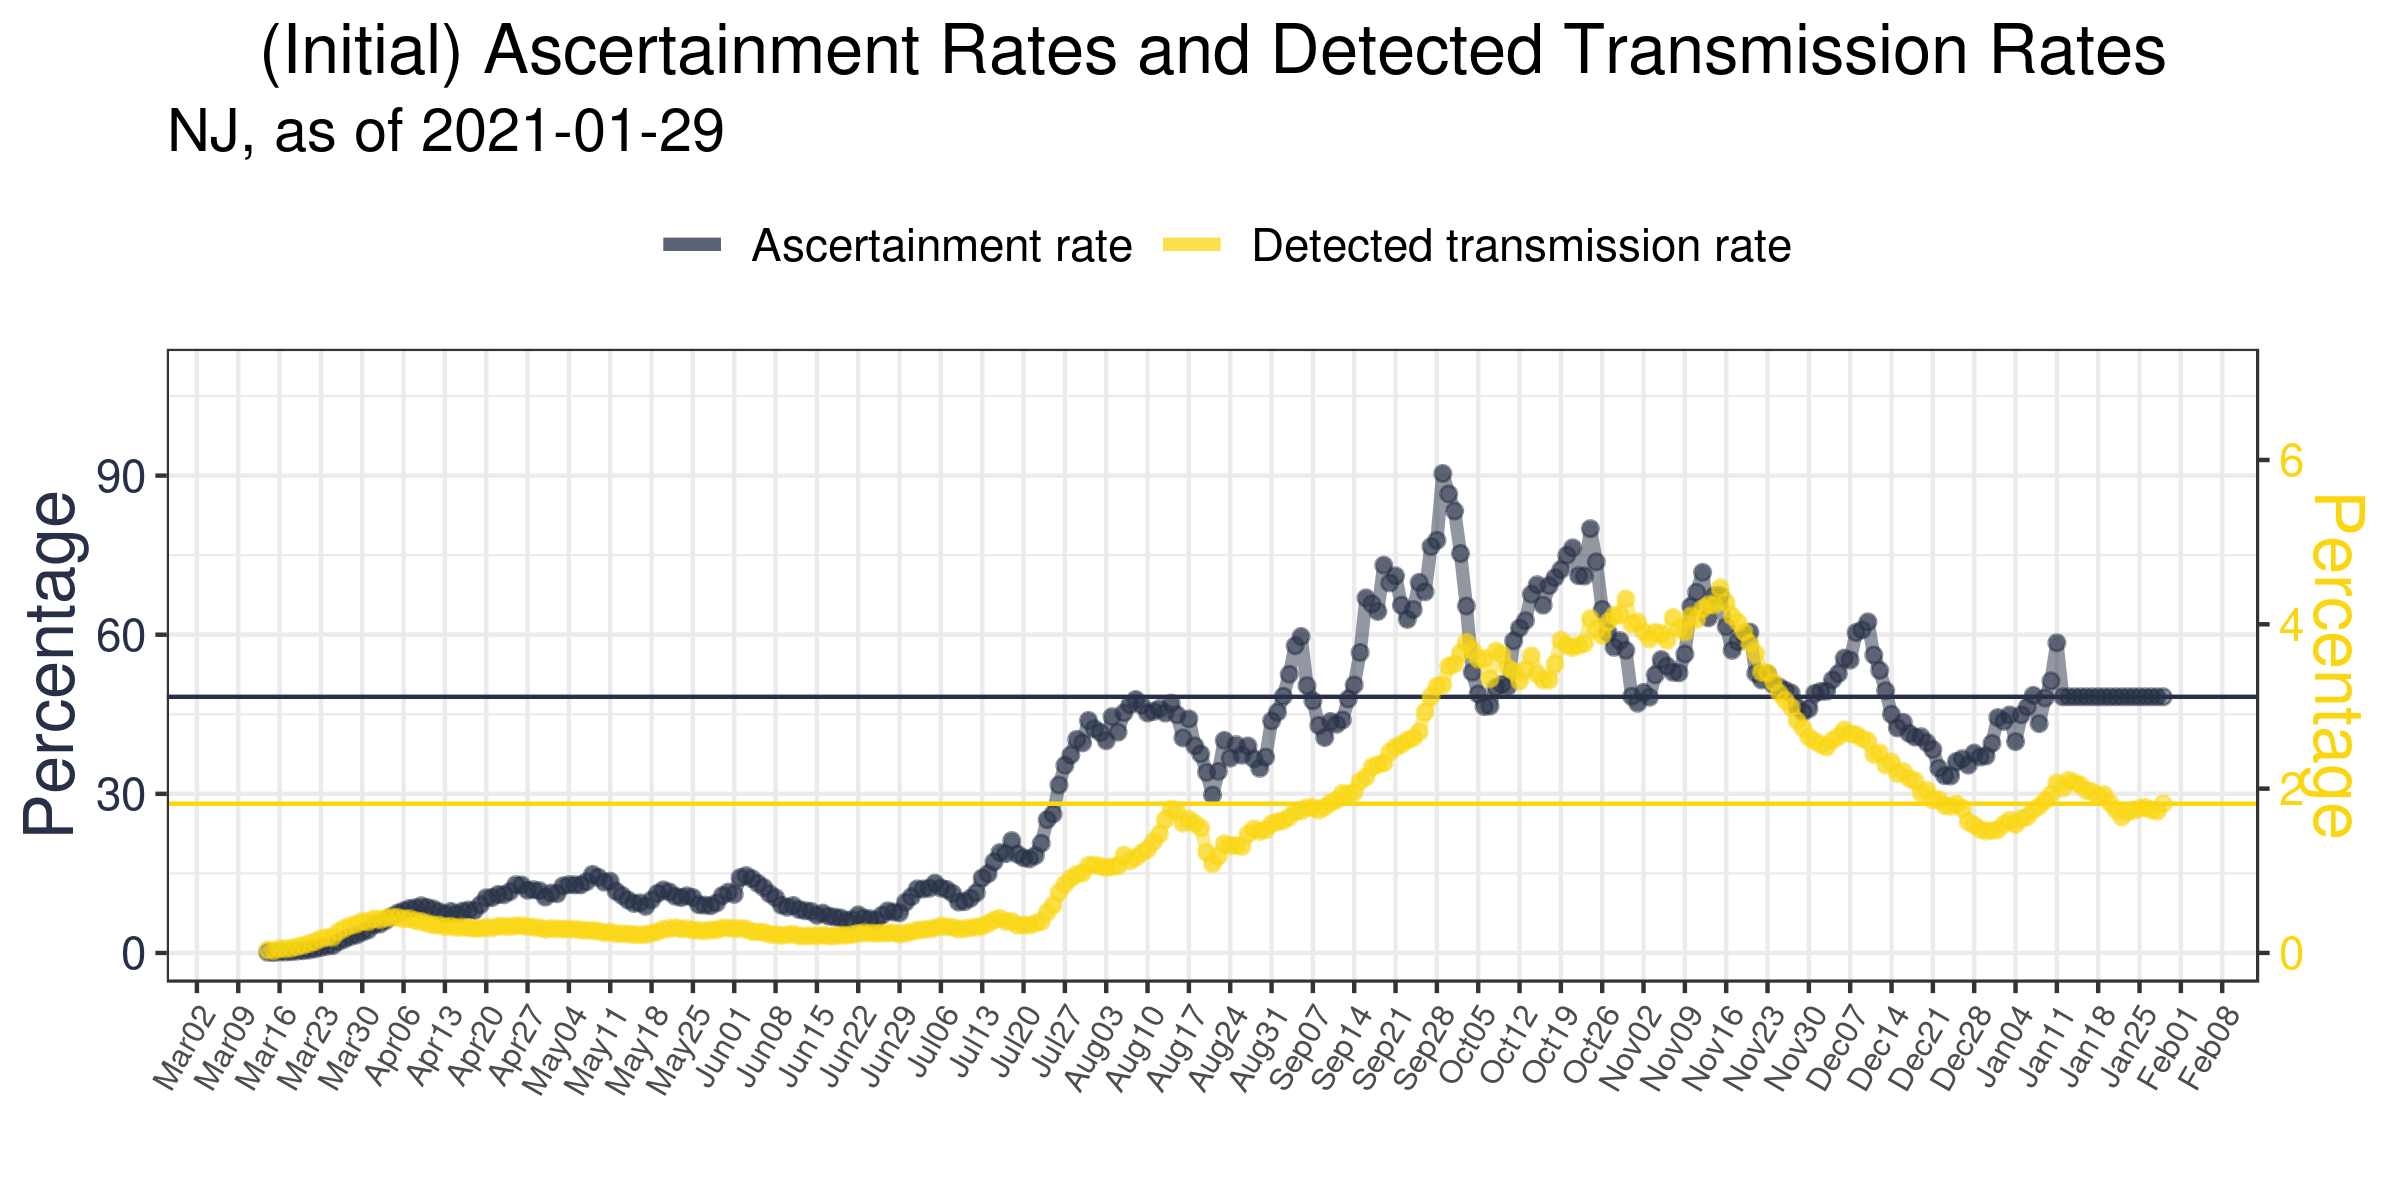 (Initial) Ascertainment Rates and Detected Transmission Rates
NJ, as of 2021-01-29
Ascertainment rate Detected transmission rate
Percentage
90
60
30
0
6
4
2
0
Percentage
Mar02 Mar09 Mar16 Mar23 Mar30 Apr06 Apr13 Apr20 Apr27 May04 May11 May18 May25 Jun01 Jun08 Jun15 Jun22 Jun29 Jul06 Jul13 Jul20 Jul27 Aug03 Aug10 Aug17 Aug24 Aug31 Sep07 Sep14 Sep21 Sep28 Oct05 Oct12 Oct19 Oct26 Nov02 Nov09 Nov16 Nov23 Nov30 Dec07 Dec14 Dec21 Dec28 Jan04 Jan11 Jan18 Jan25 Feb01 Feb08